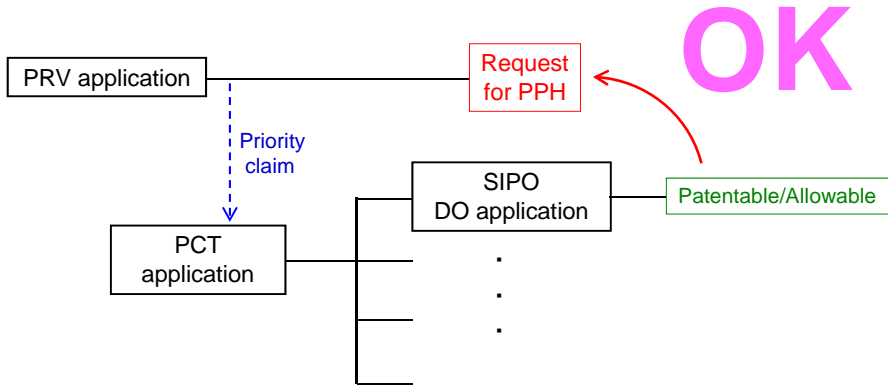 OK
PRV application
Request
for PPH
Priority
claim
SIPO
DO application
Patentable/Allowable
PCT
application